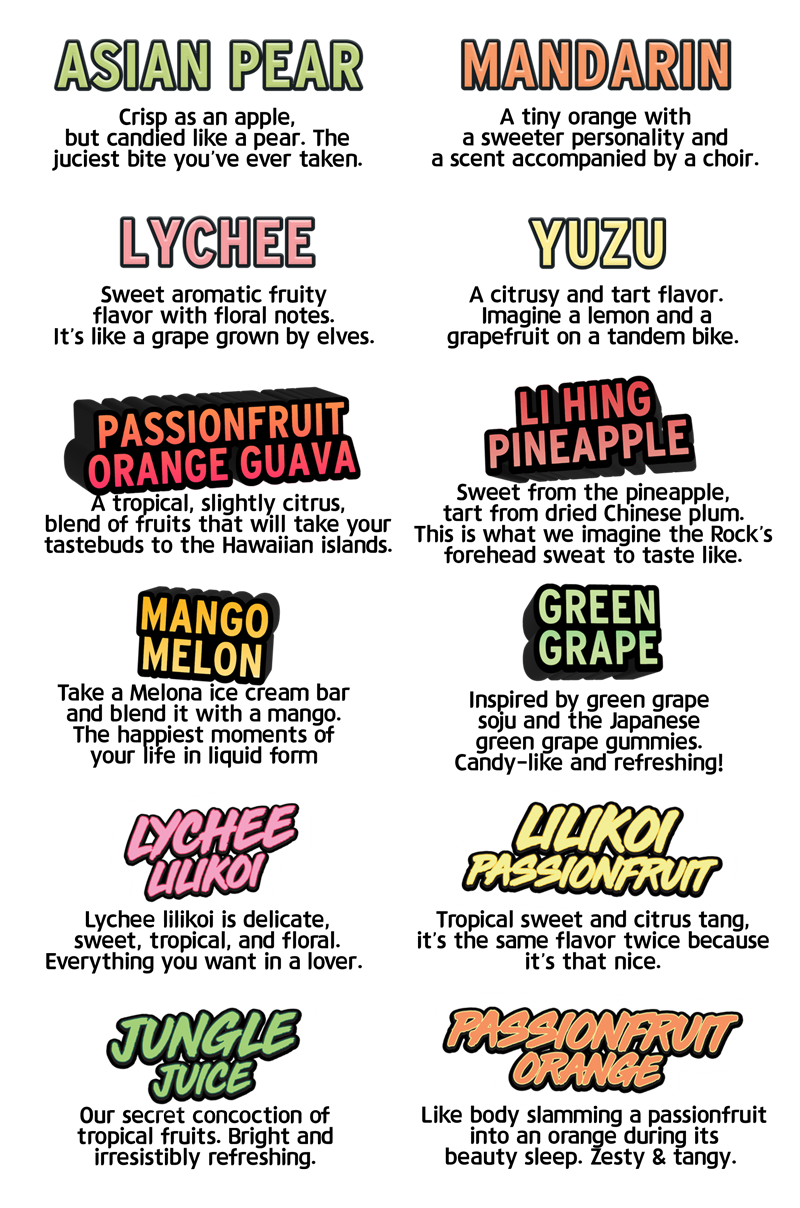 ASIAN PEAR
Crisp as an apple,
but candied like a pear. The
juciest bite you've ever taken.
MANDARIN
A tiny orange with
a sweeter personality and
a scent accompanied by a choir.
LYCHEE
Sweet aromatic fruity
flavor with floral notes.
It's like a grape grown by elves.
YUZU
A citrusy and tart flavor.
Imagine a lemon and a
grapefruit on a tandem bike.
PASSIONFRUIT
ORANGE GUAVA
A tropical, slightly citrus,
blend of fruits that will take your
tastebuds to the Hawaiian islands.
LI HING
PINEAPPLE
Sweet from the pineapple,
tart from dried Chinese plum.
This is what we imagine the Rock's
forehead sweat to taste like.
MANGO
MELON
Take a Melona ice cream bar
and blend it with a mango.
The happiest moments of
your life in liquid form
GREEN
GRAPE
Inspired by green grape
soju and the Japanese
green grape gummies.
Candy-like and refreshing!
LYCHEE
LILIKOI
Lychee lilikoi is delicate,
sweet, tropical, and floral.
Everything you want in a lover.
LILIKOI
PASSIONFRUIT
Tropical sweet and citrus tang,
it's the same flavor twice because
it's that nice.
JUNGLE
JUICE
Our secret concoction of
tropical fruits. Bright and
irresistibly refreshing.
PASSIONFRUIT
ORANGE
Like body slamming a passionfruit
into an orange during its
beauty sleep. Zesty & tangy.